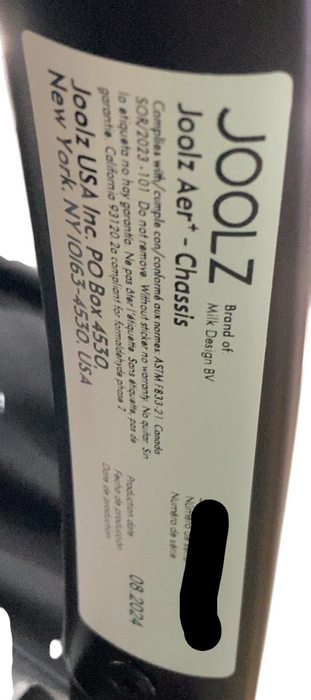 JOOLZ
Brand of
Milk Design BV
Joolz Aer⁺ - Chassis
Complies with/cumple con/conforme aux normes: ASTM F833-21. Canada
SOR/2023 -101 Do not remove. Without sticker no warranty. No quitar. Sin
la etiqueta no hay garantía. Ne pas ôter l'étiquette. Sans étiquette, pas de
garantie. California 93120.2a compliant for formaldehyde phase 2
Joolz USA Inc. PO Box 4530
New York, NY 10163-4530, USA
Número de
Numéro de série
Production date
Fecha de producción
Date de production
08.2024